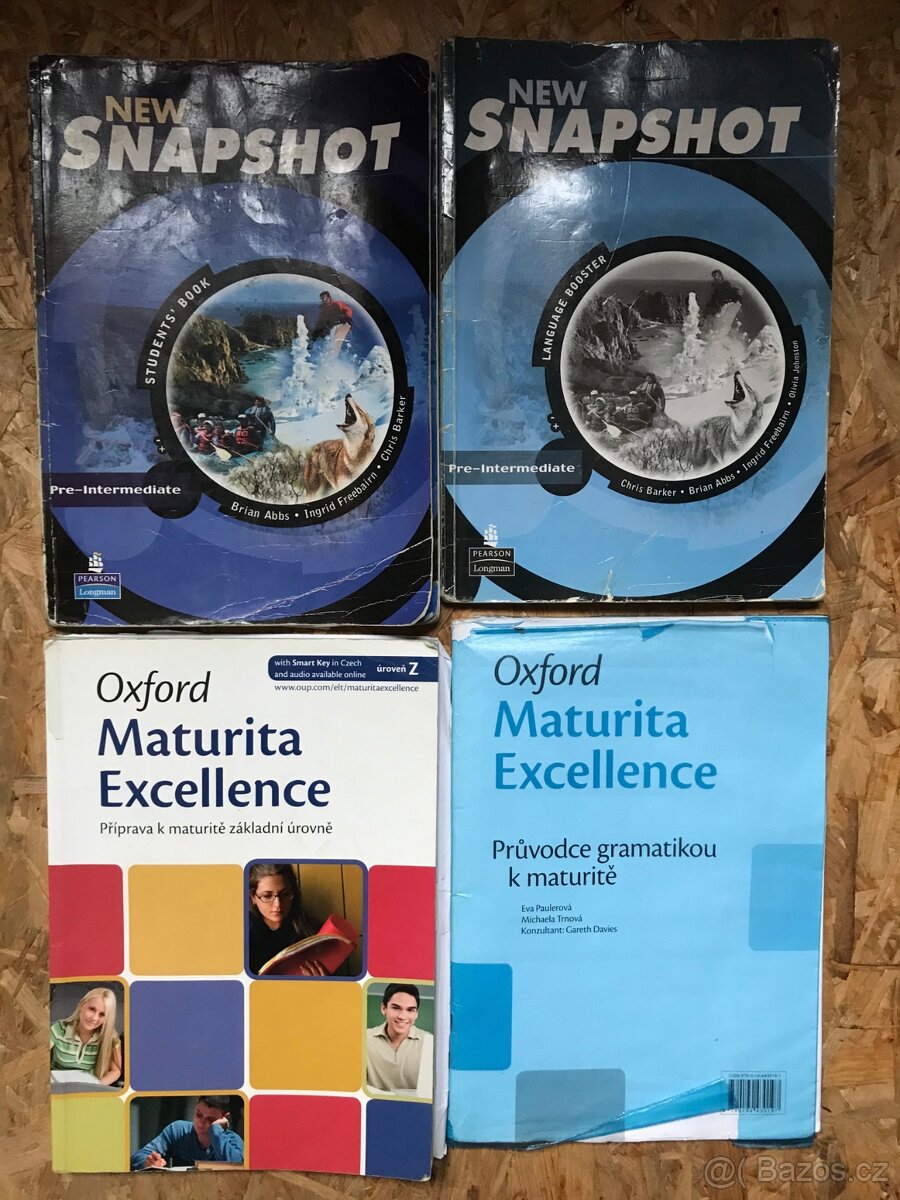 NEW
SNAPSHOT
STUDENTS' BOOK
Pre-Intermediate
Brian Abbs • Ingrid Freebairn • Chris Barker
PEARSON
Longman
NEW
SNAPSHOT
LANGUAGE BOOSTER
Pre-Intermediate
Chris Barker • Brian Abbs • Ingrid Freebairn • Olivia Johnston
PEARSON
Longman
with Smart Key in Czech
and audio available online
úroveň Z
www.oup.com/elt/maturitaexcellence
Oxford
Maturita
Excellence
Příprava k maturitě základní úrovně
Oxford
Maturita
Excellence
Průvodce gramatikou
k maturitě
Eva Paulerová
Michaela Trnová
Konzultant: Gareth Davies
@( Bazoš.cz